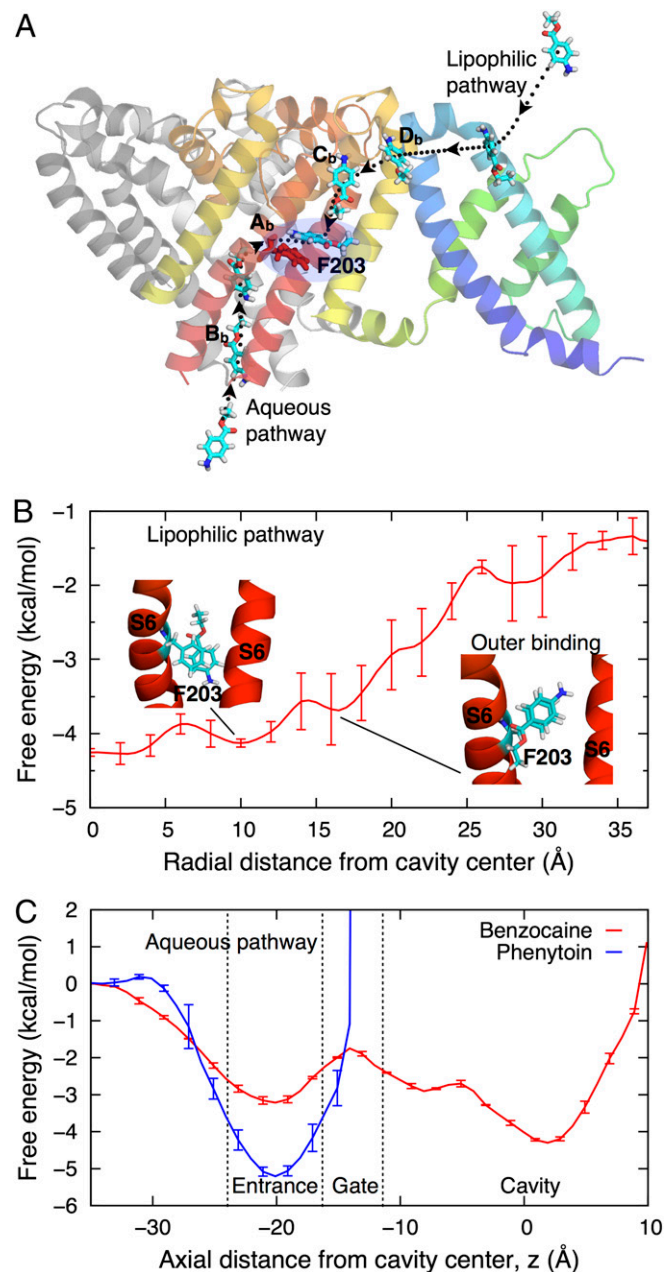 A
Lipophilic
pathway
D_b
C_b
A_b
F203
B_b
Aqueous
pathway
B
Free energy (kcal/mol)
-1
-2
-3
-4
-5
Lipophilic pathway
S6
S6
F203
Outer binding
S6
F203
S6
0 5 10 15 20 25 30 35
Radial distance from cavity center (Å)
C
Free energy (kcal/mol)
2
1
0
-1
-2
-3
-4
-5
-6
Aqueous pathway
Benzocaine
Phenytoin
Entrance Gate Cavity
-30 -20 -10 0 10
Axial distance from cavity center, z (Å)